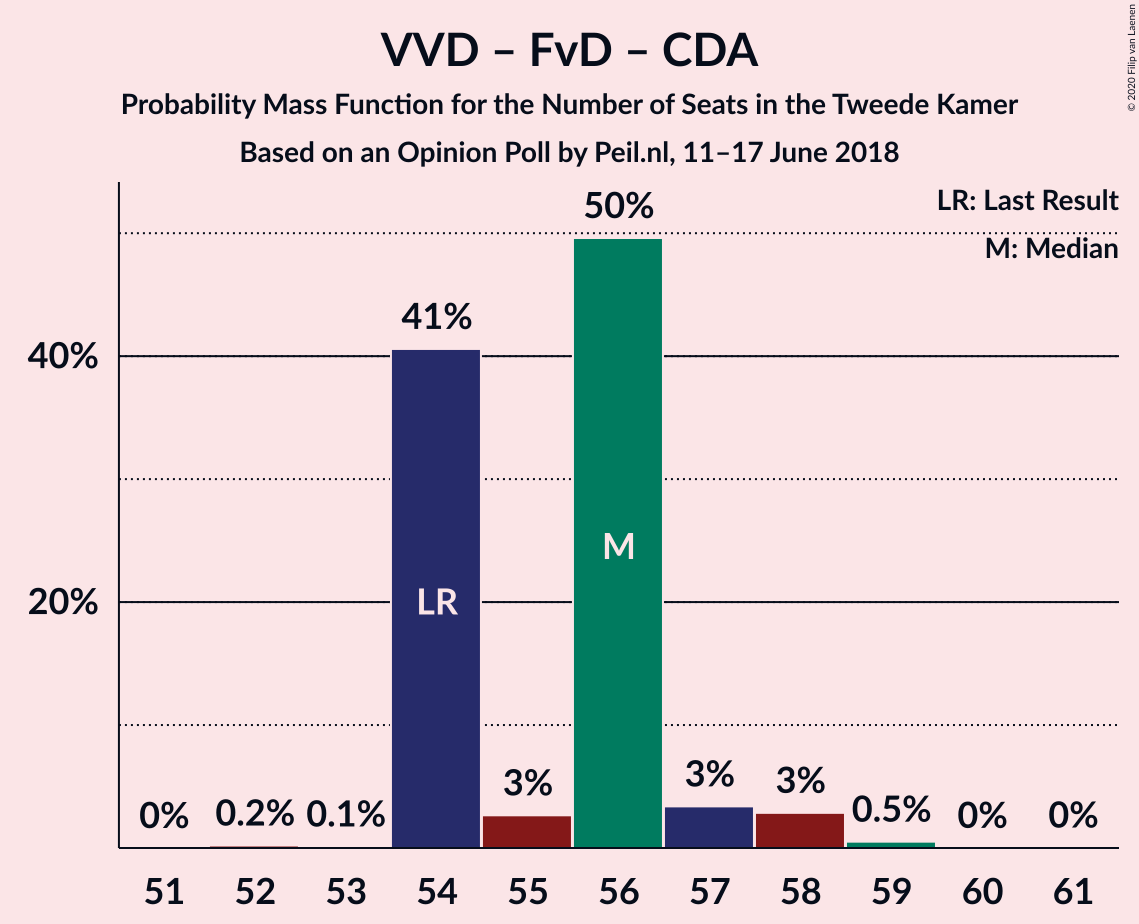 VVD – FvD – CDA
Probability Mass Function for the Number of Seats in the Tweede Kamer
Based on an Opinion Poll by Peil.nl, 11–17 June 2018
© 2020 Filip van Laenen
LR: Last Result
M: Median
50%
41%
40%
M
LR
20%
0% 0.2% 0.1% 3% 3% 3% 0.5% 0% 0%
51 52 53 54 55 56 57 58 59 60 61